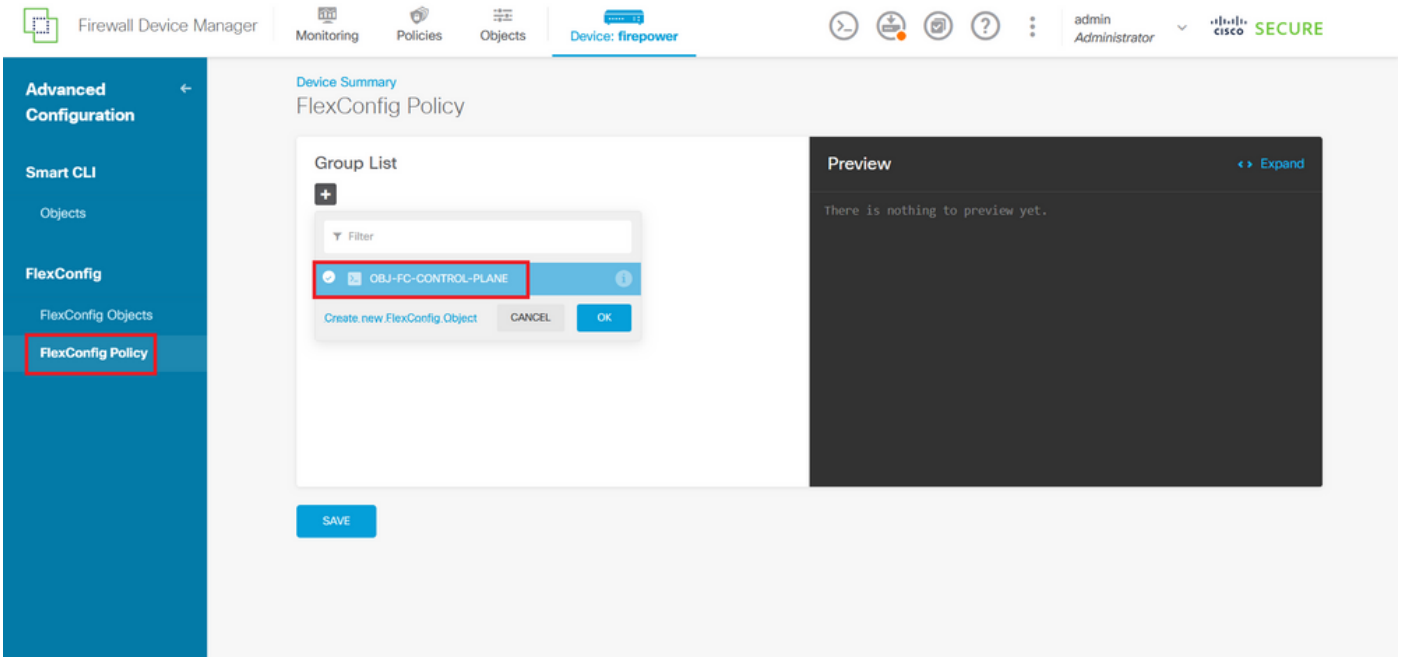 Firewall Device Manager
Monitoring
Policies
Objects
Device: firepower
admin
Administrator
cisco SECURE
Advanced
Configuration
Smart CLI
Objects
FlexConfig
FlexConfig Objects
FlexConfig Policy
Device Summary
FlexConfig Policy
Group List
Filter
OBJ-FC-CONTROL-PLANE
Create new FlexConfig Object
CANCEL
OK
SAVE
Preview
Expand
There is nothing to preview yet.